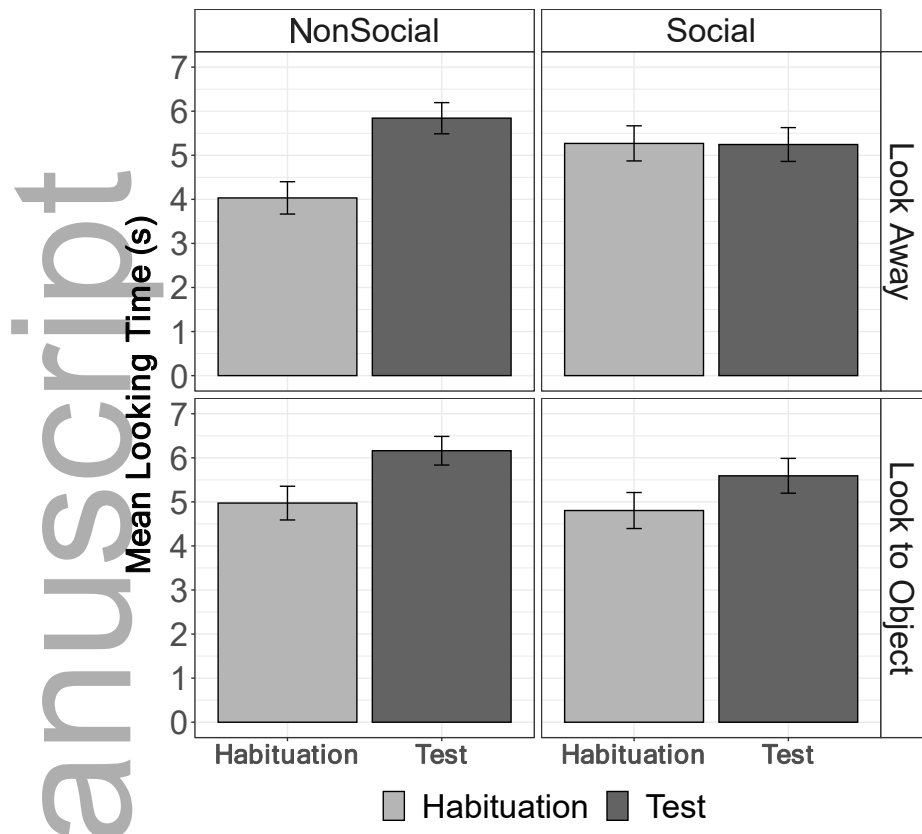 NonSocial
Social
7
6
5
4
3
2
1
0
Look Away
7
6
5
4
3
2
1
0
Look to Object
Mean Looking Time (s)
anuscript
Habituation
Test
Habituation
Test
Habituation
Test